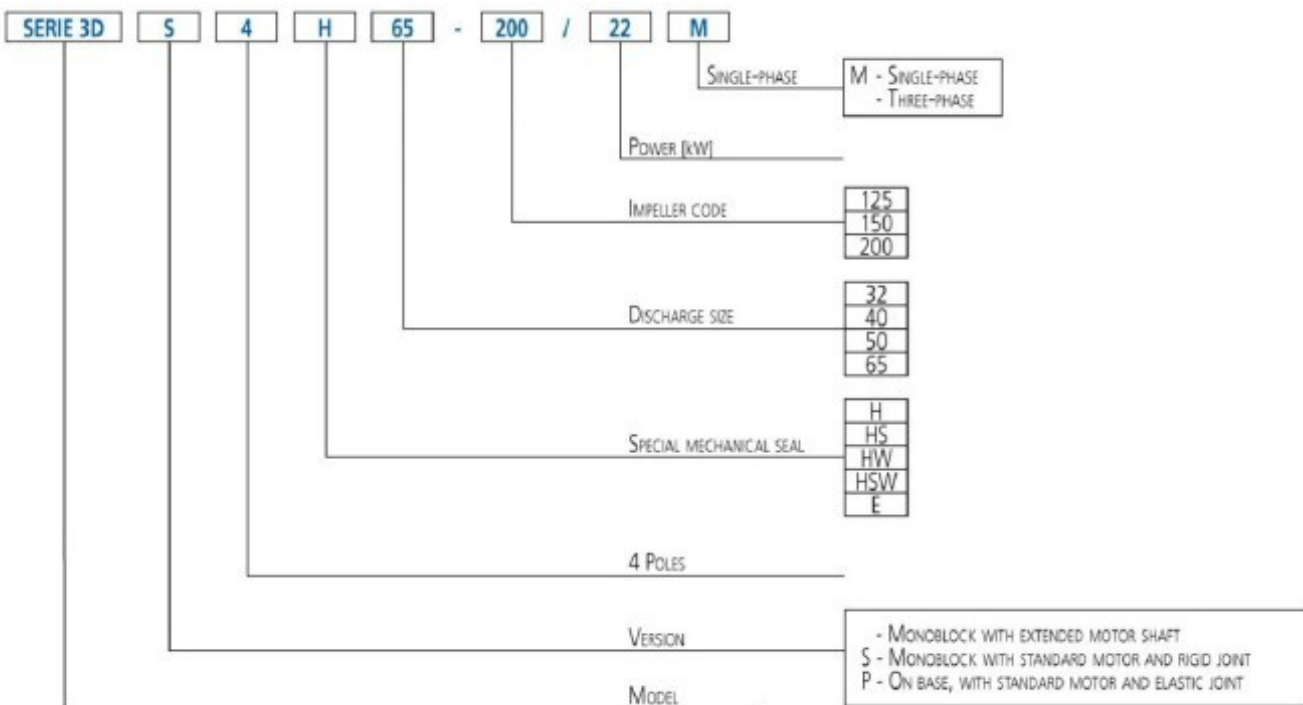 SERIE 3D S 4 H 65 - 200 / 22 M
SINGLE-PHASE
M - SINGLE-PHASE
- THREE-PHASE
POWER [kW]
IMPELLER CODE
125
150
200
DISCHARGE SIZE
32
40
50
65
SPECIAL MECHANICAL SEAL
H
HS
HW
HSW
E
4 POLES
VERSION
- MONOBLOCK WITH EXTENDED MOTOR SHAFT
S - MONOBLOCK WITH STANDARD MOTOR AND RIGID JOINT
P - ON BASE, WITH STANDARD MOTOR AND ELASTIC JOINT
MODEL